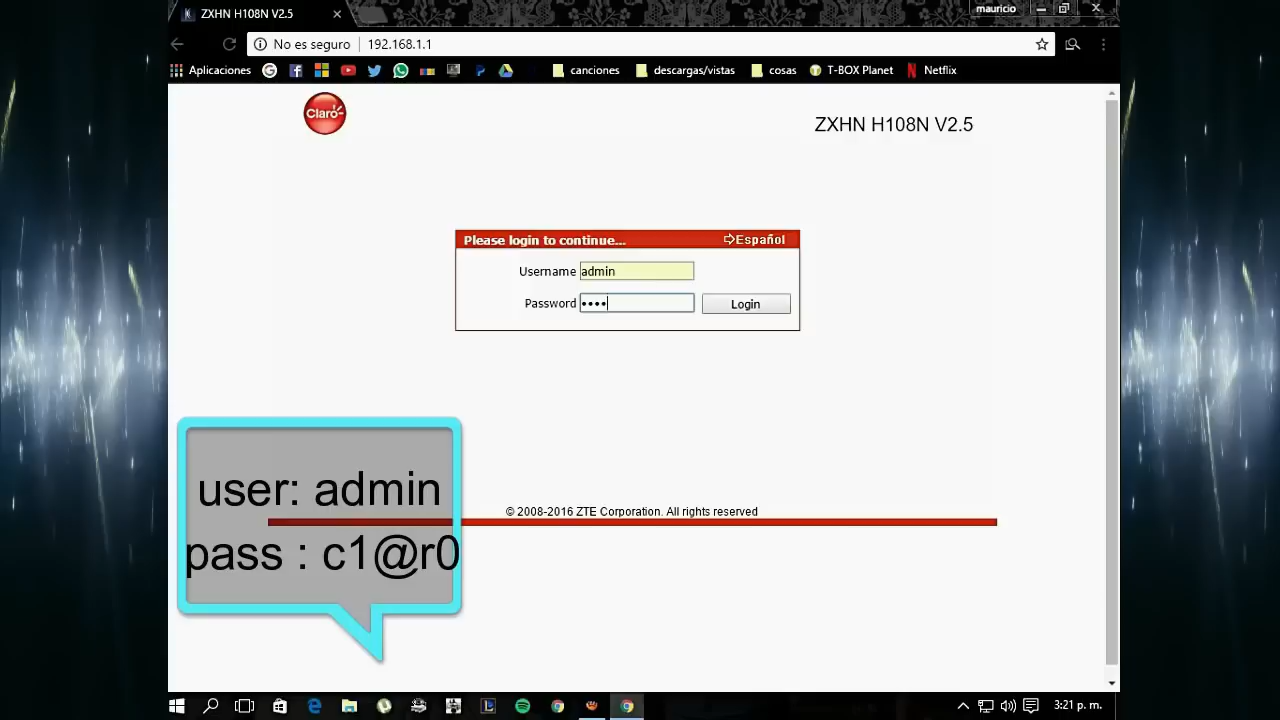 ZXHN H108N V2.5
mauricio
No es seguro
192.168.1.1
Aplicaciones
canciones
descargas/vistas
cosas
T-BOX Planet
Netflix
Claro
ZXHN H108N V2.5
Please login to continue...
Español
Username
admin
Password
••••
Login
user: admin
pass : c1@r0
© 2008-2016 ZTE Corporation. All rights reserved
3:21 p. m.